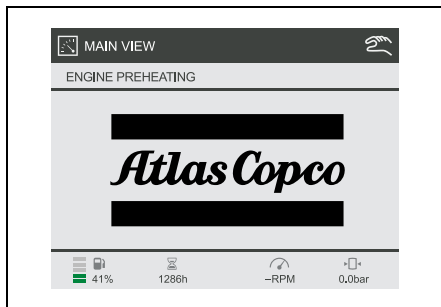 MAIN VIEW
ENGINE PREHEATING
Atlas Copco
41% 1286h –RPM 0.0bar